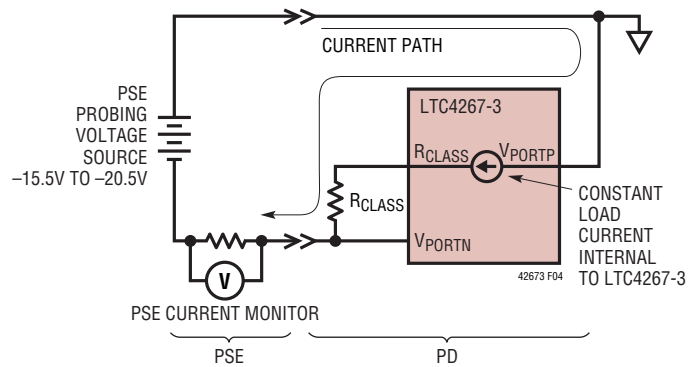 CURRENT PATH
PSE
PROBING
VOLTAGE
SOURCE
–15.5V TO –20.5V
LTC4267-3
RCLASS
VPORTP
RCLASS
VPORTN
CONSTANT
LOAD
CURRENT
INTERNAL
TO LTC4267-3
42673 F04
V
PSE CURRENT MONITOR
PSE
PD